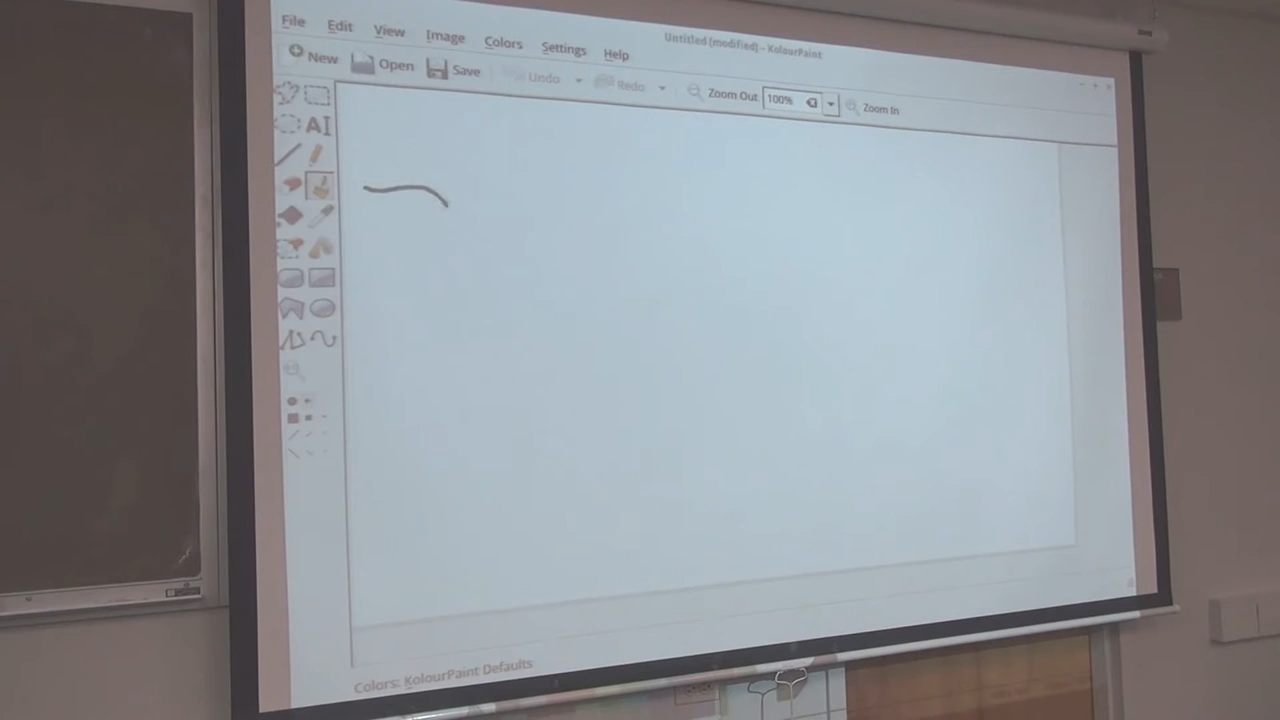 Untitled [modified] - KolourPaint
File Edit View Image Colors Settings Help
New Open Save Undo Redo Zoom Out 100% Zoom In
AI
Colors: KolourPaint Defaults